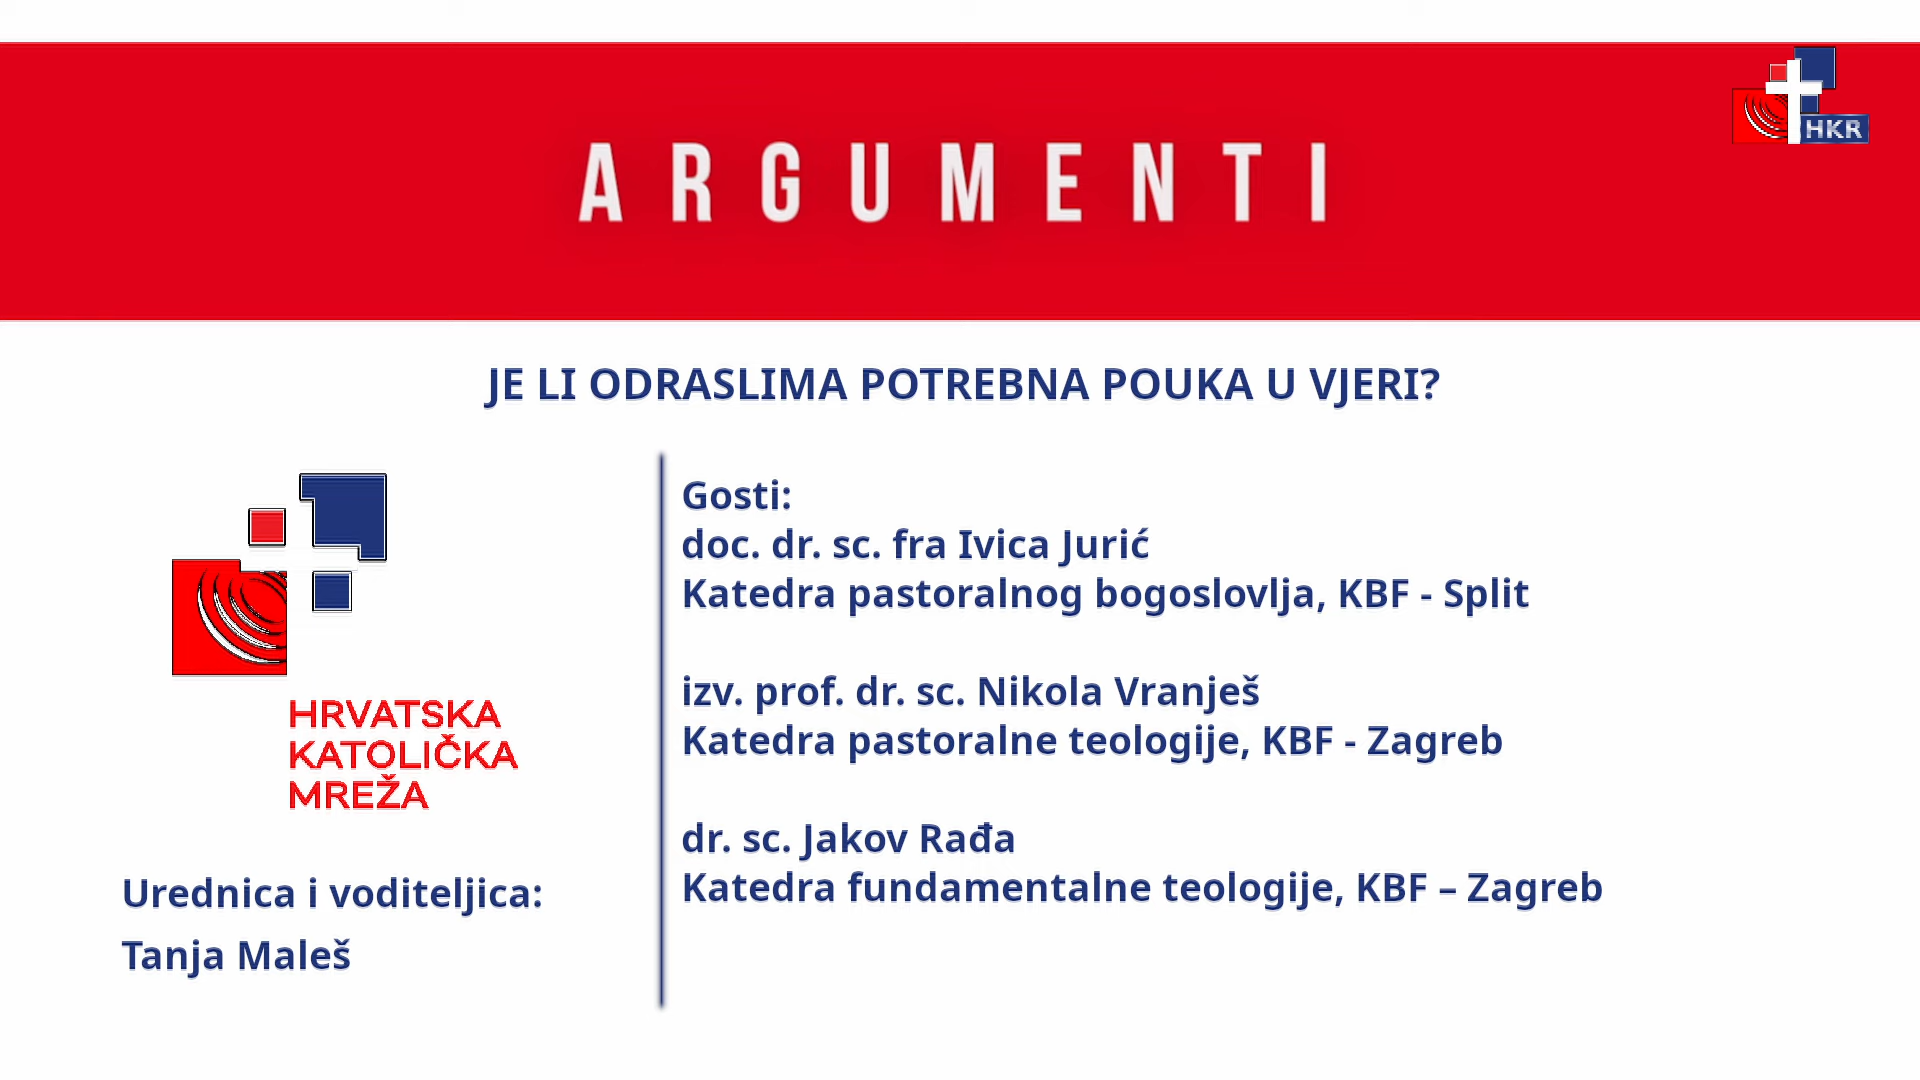 ARGUMENTI
HKR
JE LI ODRASLIMA POTREBNA POUKA U VJERI?
HRVATSKA
KATOLIČKA
MREŽA
Urednica i voditeljica:
Tanja Maleš
Gosti:
doc. dr. sc. fra Ivica Jurić
Katedra pastoralnog bogoslovlja, KBF - Split
izv. prof. dr. sc. Nikola Vranješ
Katedra pastoralne teologije, KBF - Zagreb
dr. sc. Jakov Rađa
Katedra fundamentalne teologije, KBF – Zagreb